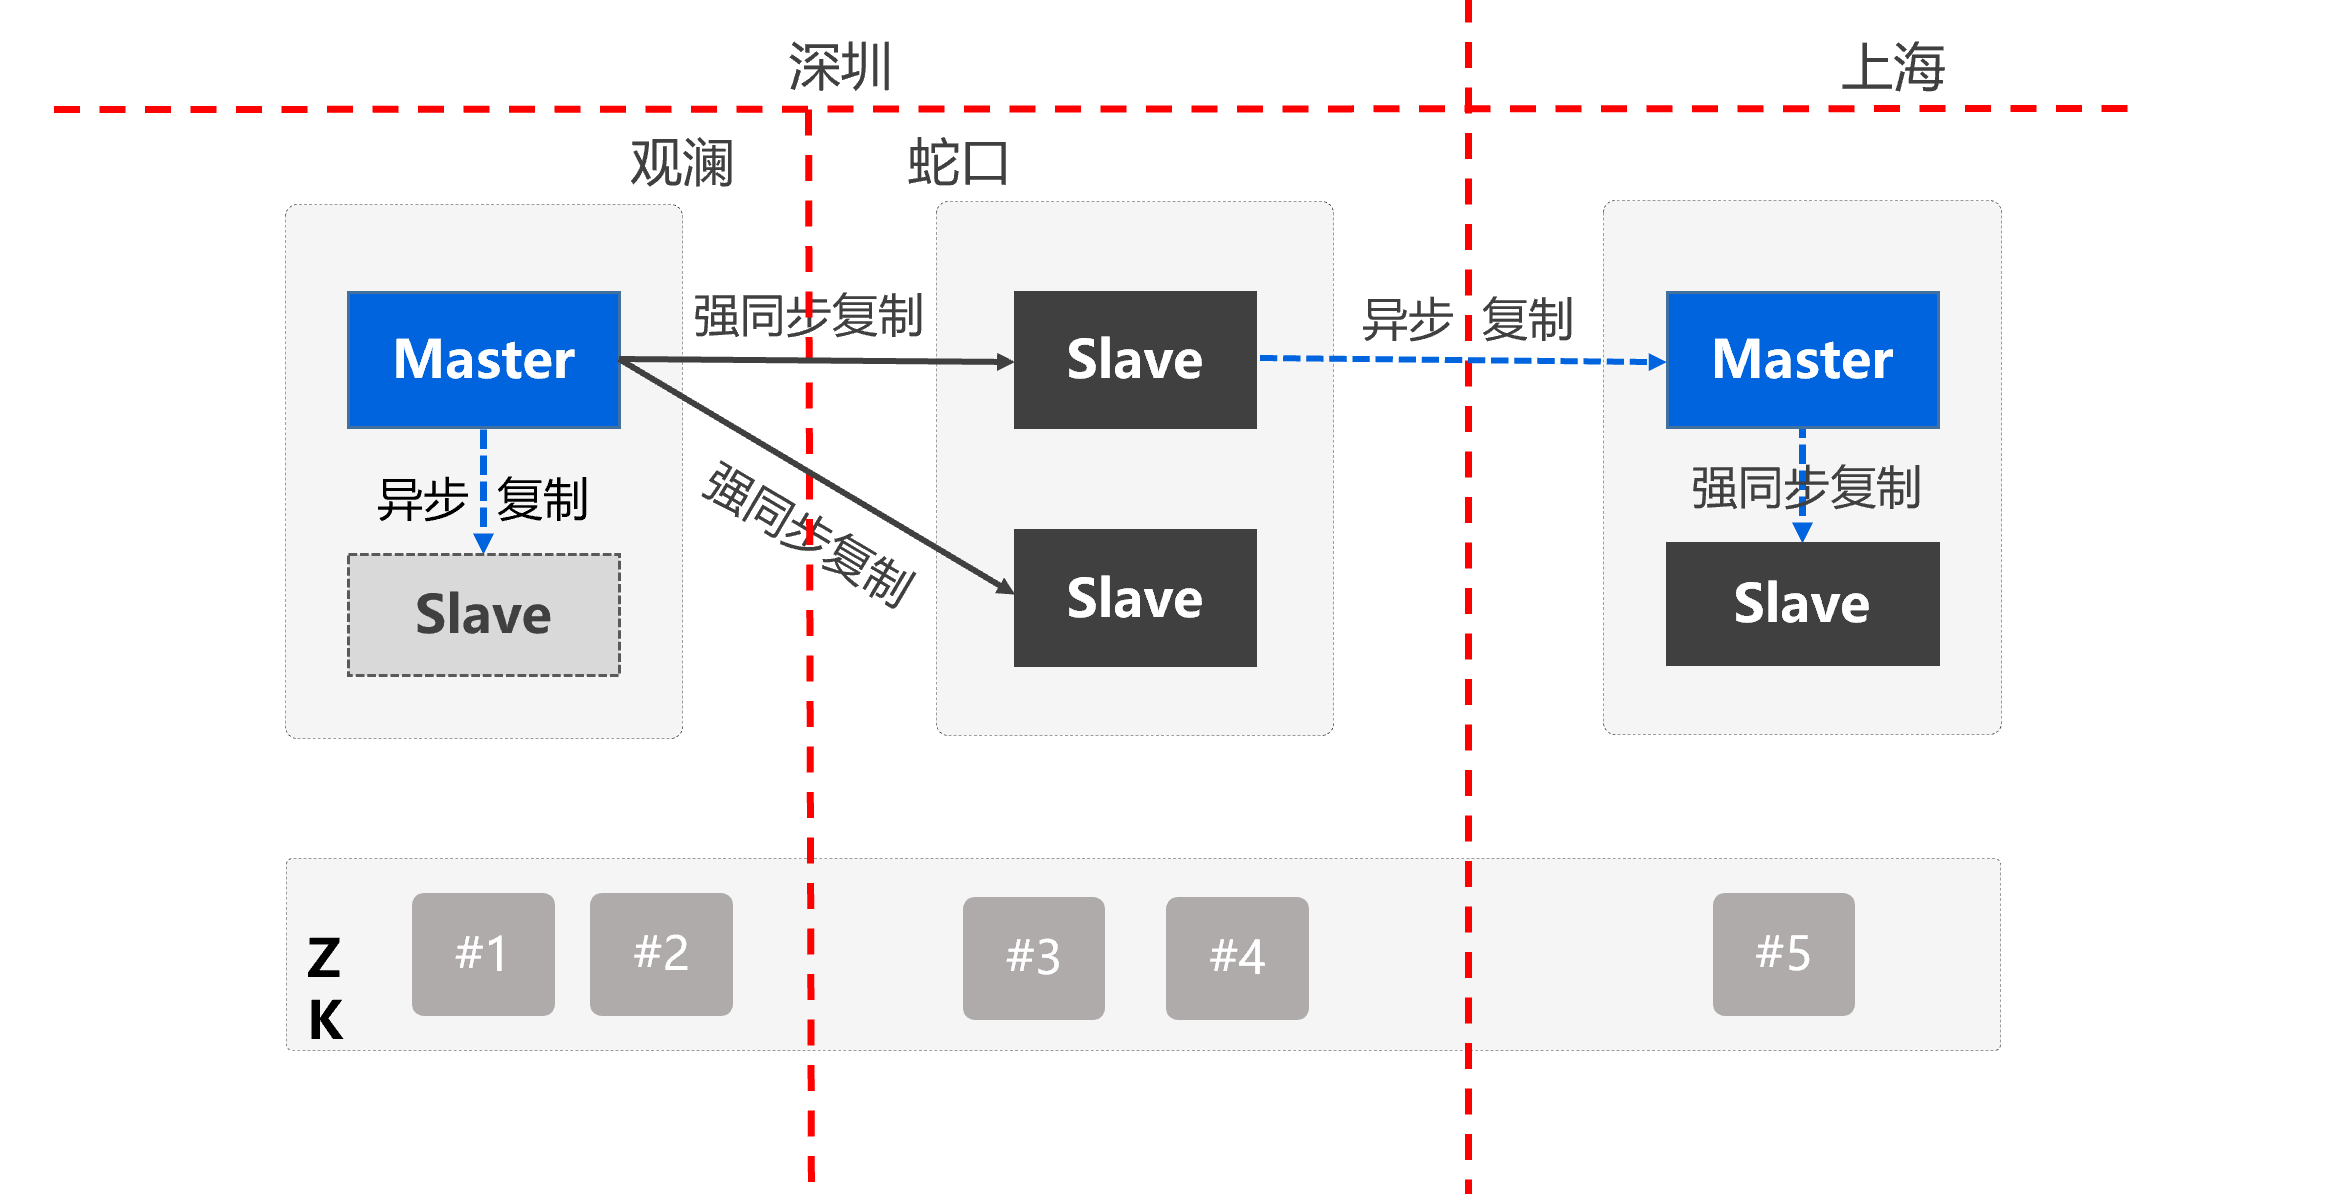 深圳
上海
观澜
蛇口
强同步复制
异步 复制
Master
Slave
Master
强同步复制
异步 复制
强同步复制
Slave
Slave
Slave
Z
K
#1
#2
#3
#4
#5